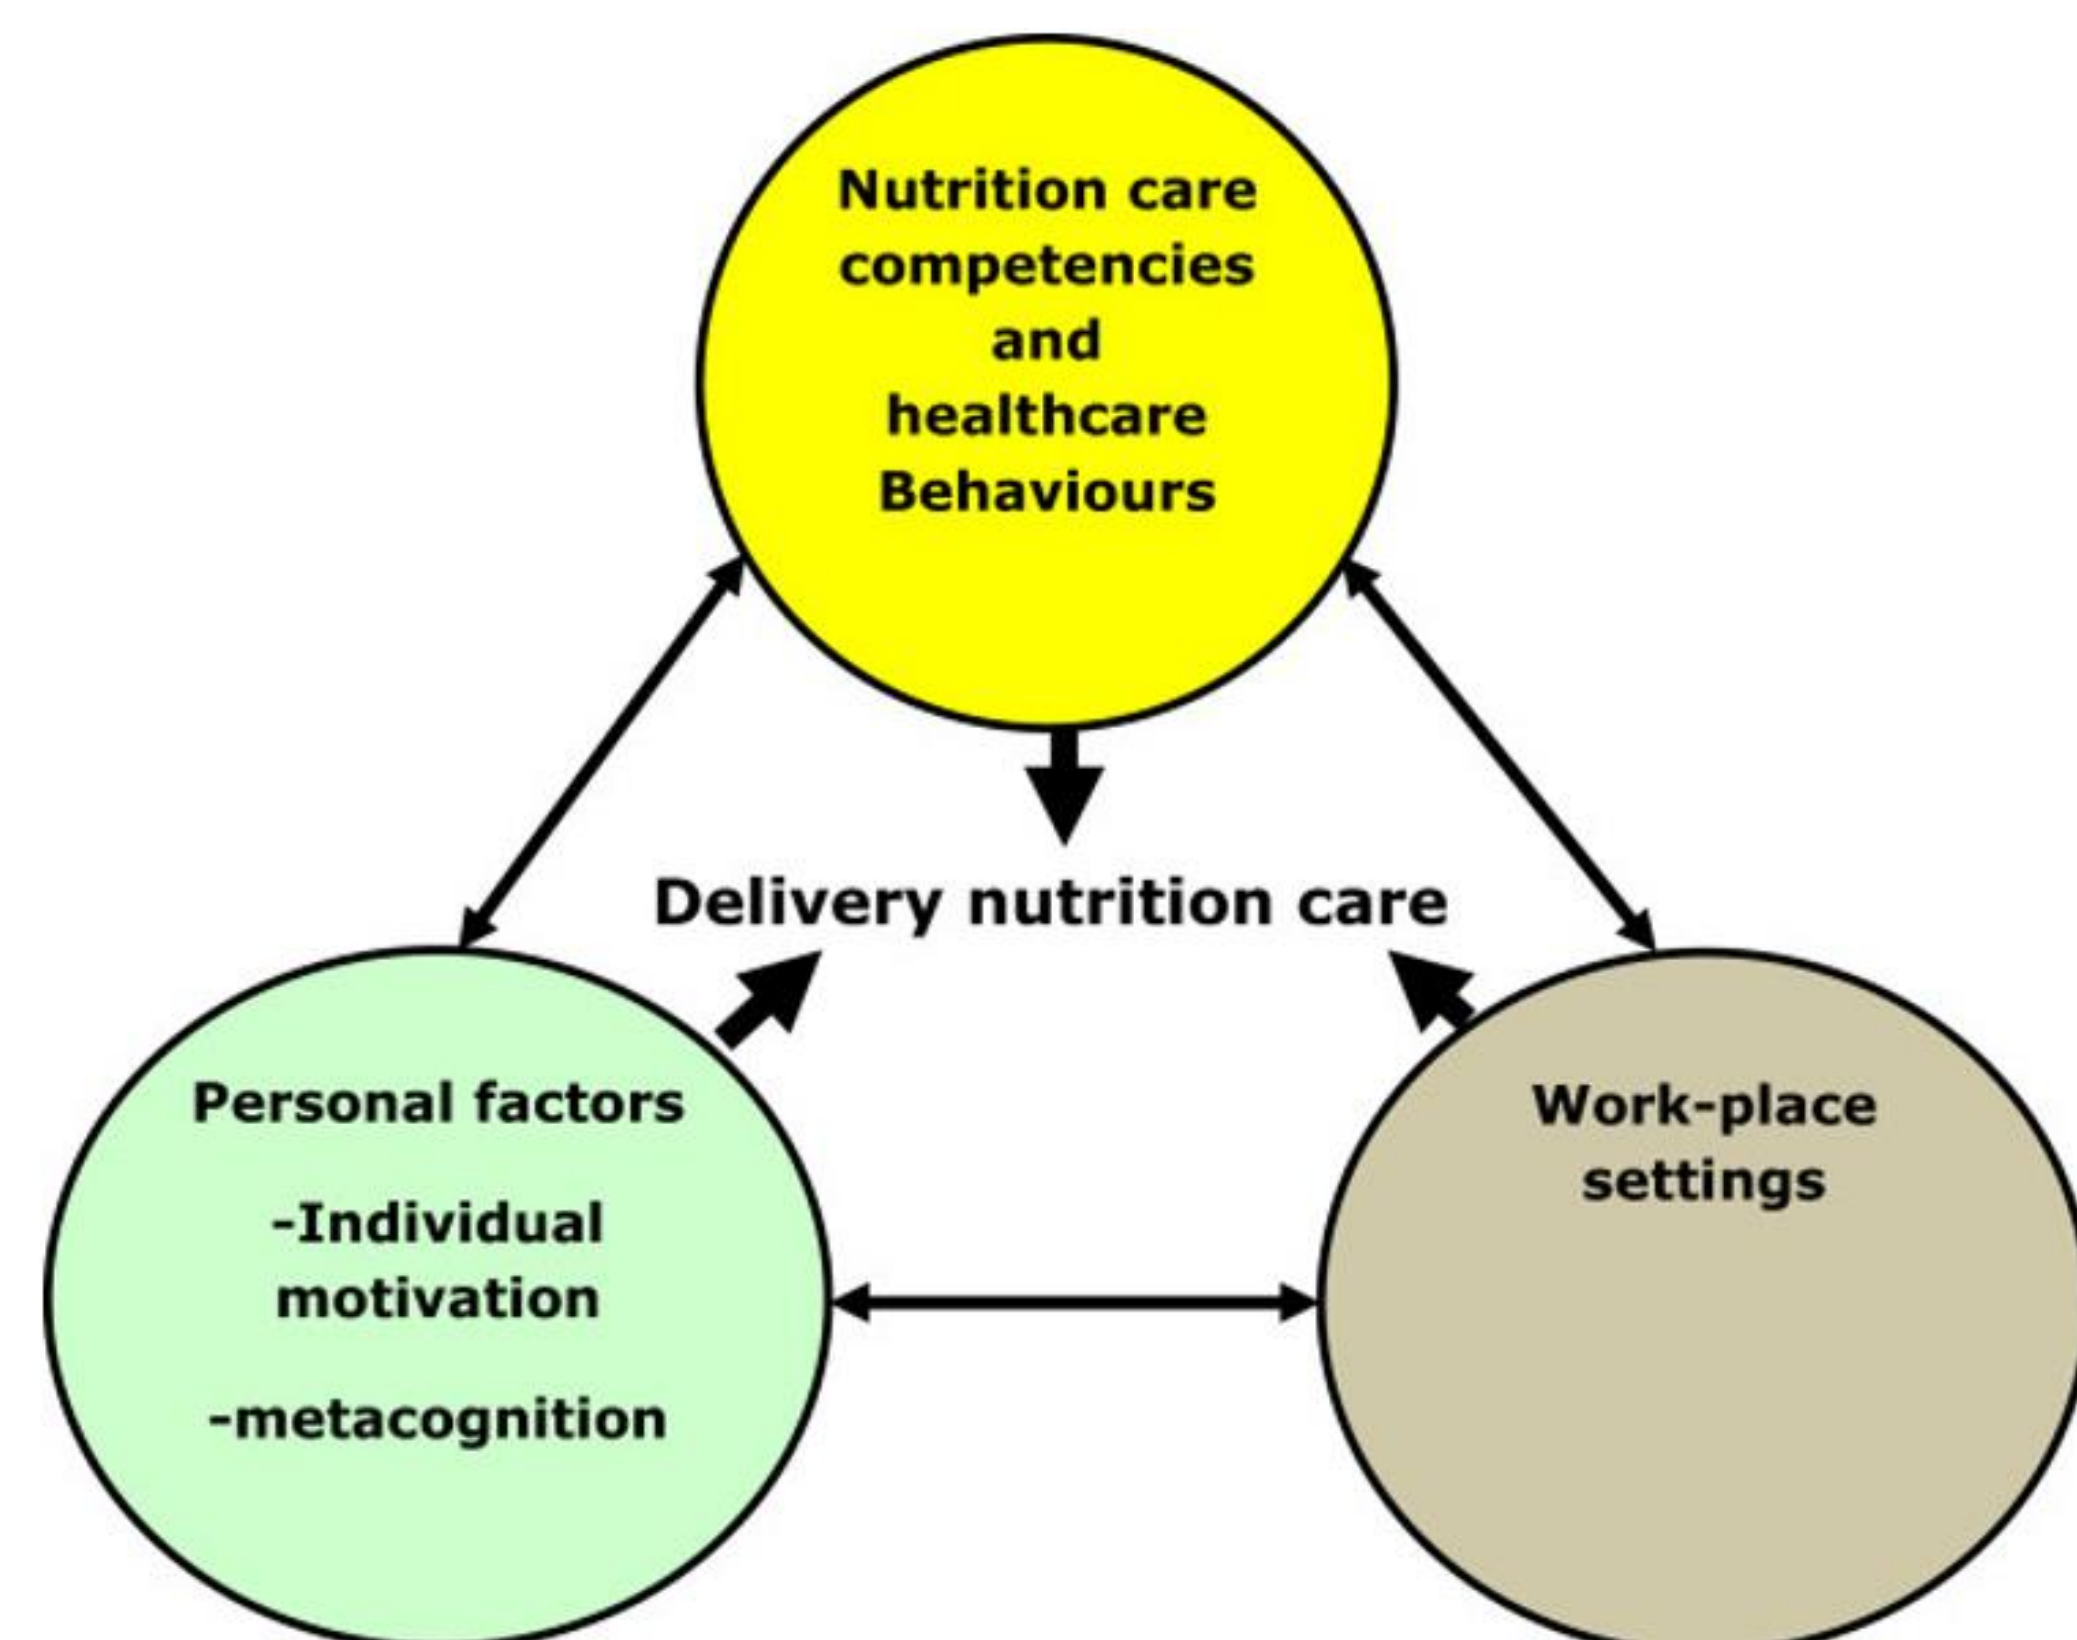 Nutrition care
competencies
and
healthcare
Behaviours
Delivery nutrition care
Personal factors
-Individual
motivation
-metacognition
Work-place
settings